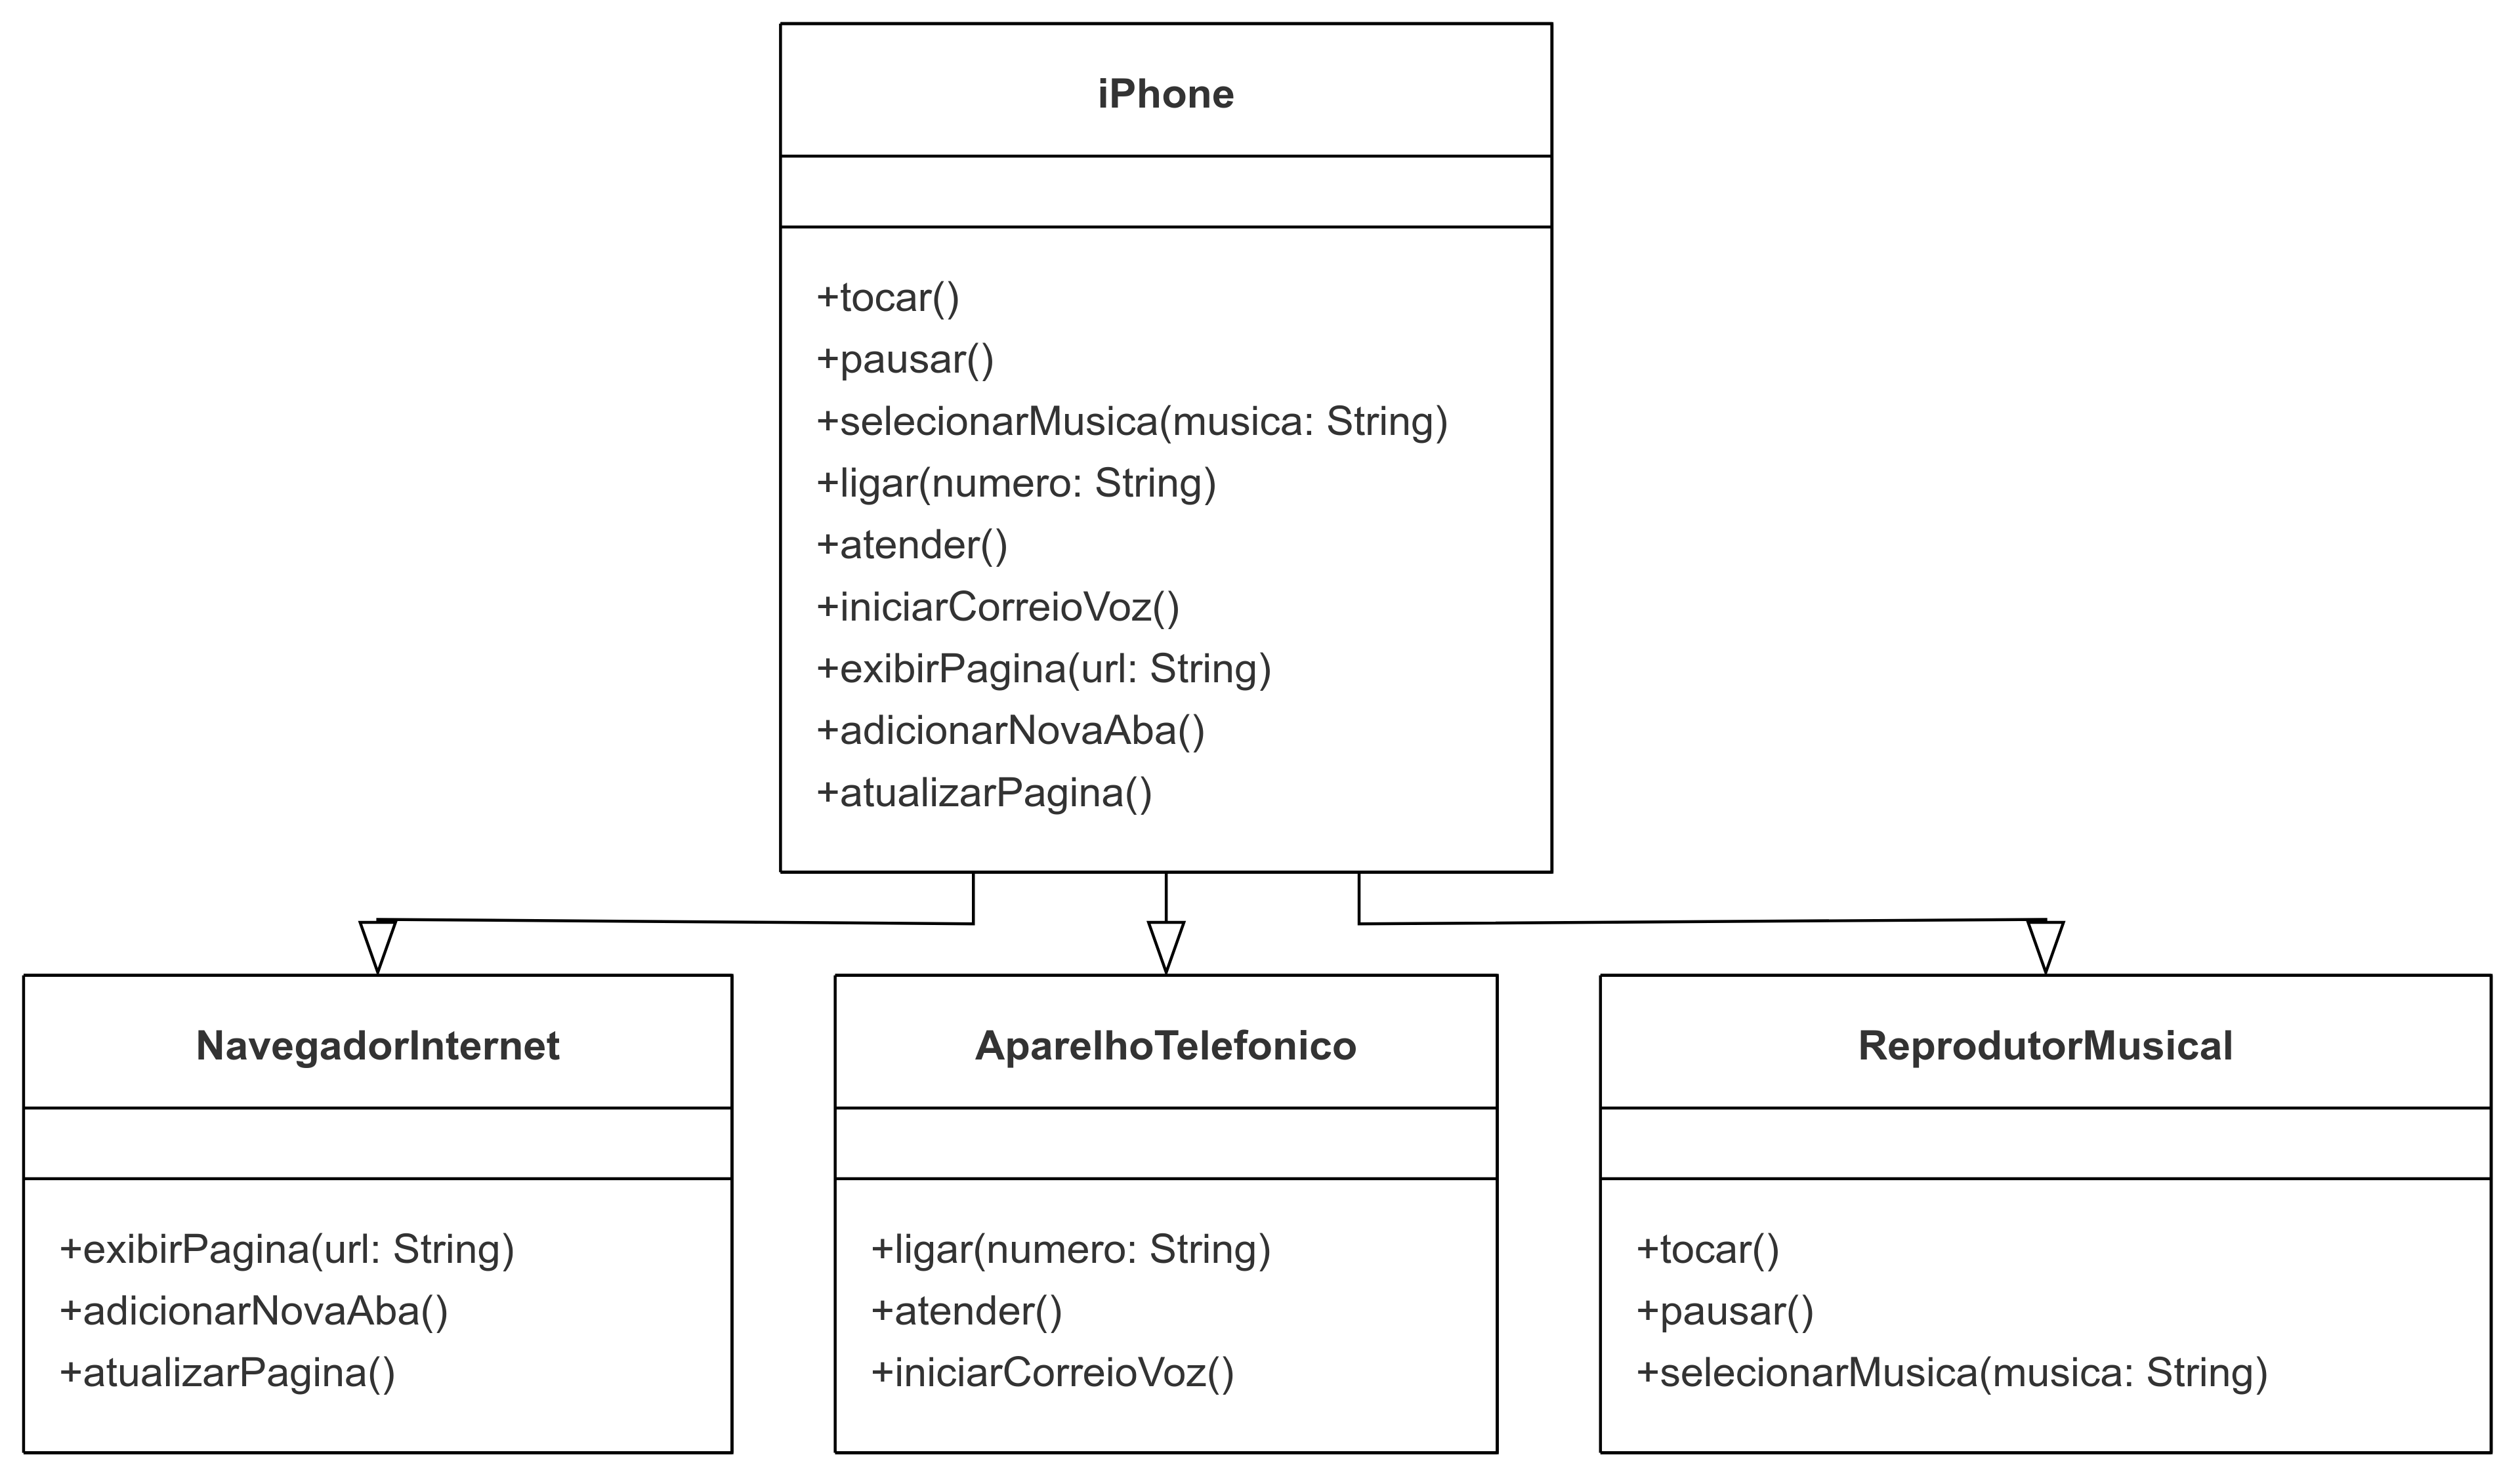 iPhone
+tocar()
+pausar()
+selecionarMusica(musica: String)
+ligar(numero: String)
+atender()
+iniciarCorreioVoz()
+exibirPagina(url: String)
+adicionarNovaAba()
+atualizarPagina()
NavegadorInternet
+exibirPagina(url: String)
+adicionarNovaAba()
+atualizarPagina()
AparelhoTelefonico
+ligar(numero: String)
+atender()
+iniciarCorreioVoz()
ReprodutorMusical
+tocar()
+pausar()
+selecionarMusica(musica: String)